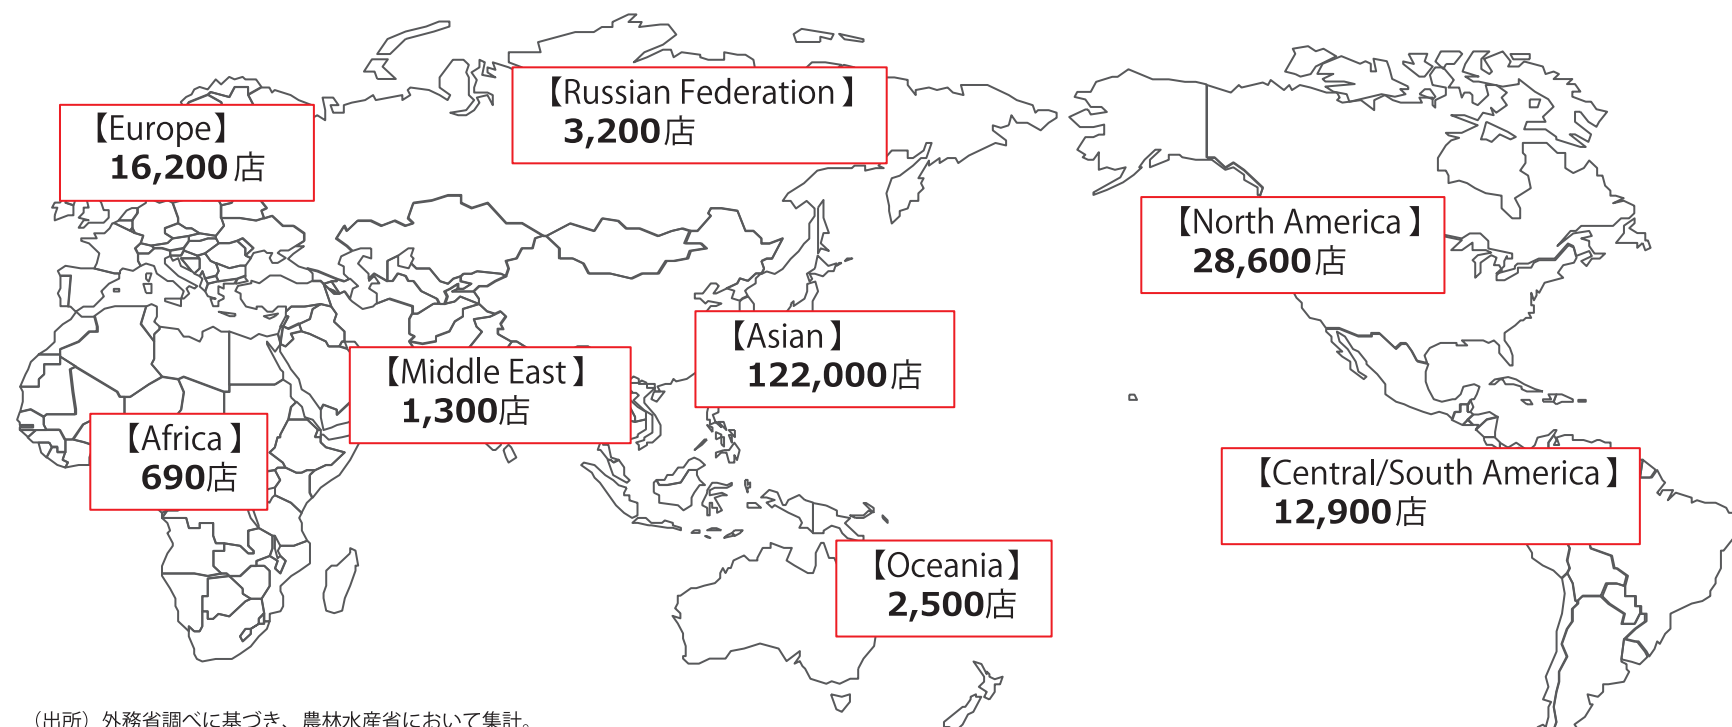 【Russian Federation】
3,200店
【Europe】
16,200店
【North America】
28,600店
【Asian】
122,000店
【Middle East】
1,300店
【Africa】
690店
【Central/South America】
12,900店
【Oceania】
2,500店
（出所）外務省調べに基づき、農林水産省において集計。